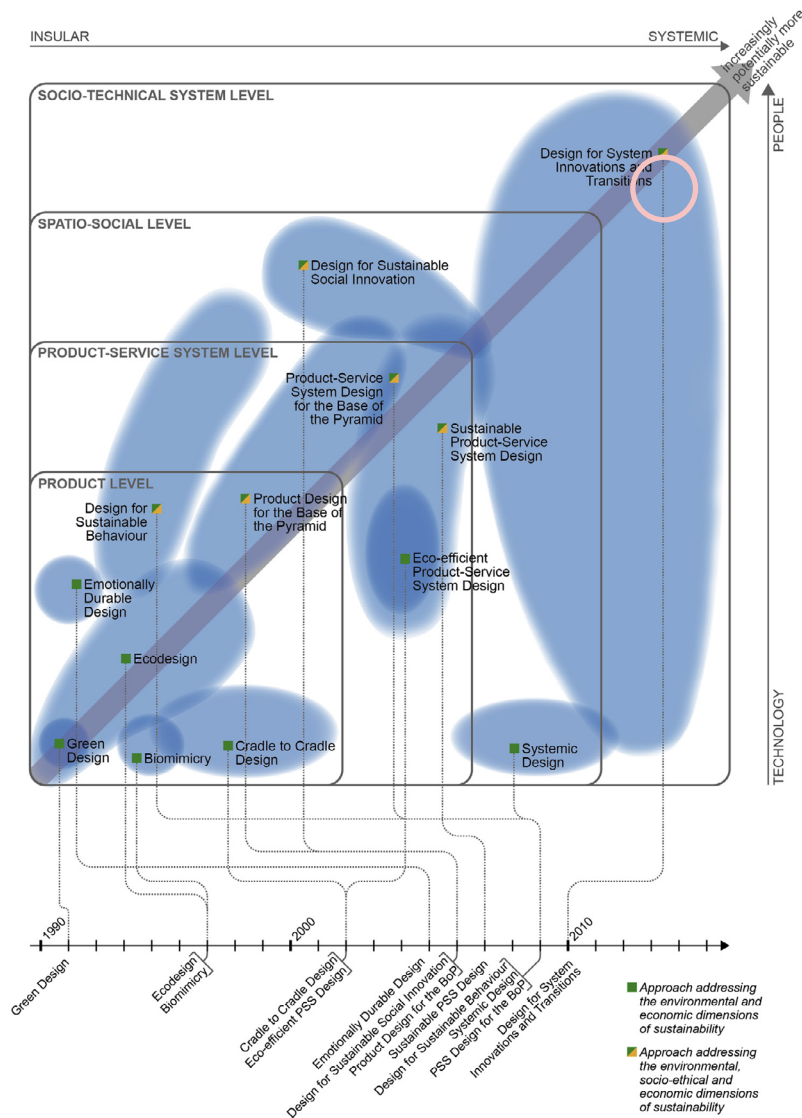 INSULAR
SYSTEMIC
Increasingly
potentially more
sustainable
PEOPLE
TECHNOLOGY
SOCIO-TECHNICAL SYSTEM LEVEL
Design for System
Innovations and
Transitions
SPATIO-SOCIAL LEVEL
Design for Sustainable
Social Innovation
PRODUCT-SERVICE SYSTEM LEVEL
Product-Service
System Design
for the Base of
the Pyramid
Sustainable
Product-Service
System Design
PRODUCT LEVEL
Design for
Sustainable
Behaviour
Product Design
for the Base of
the Pyramid
Emotionally
Durable
Design
Eco-efficient
Product-Service
System Design
Ecodesign
Green
Design
Biomimicry
Cradle to Cradle
Design
Systemic
Design
1990
2000
2010
Green Design
Ecodesign
Biomimicry
Cradle to Cradle Design
Eco-efficient PSS Design
Emotionally Durable Design
Design for Sustainable Social Innovation
Product Design for the BoP
Sustainable PSS Design
Design for Sustainable Behaviour
Systemic Design
PSS Design for the BoP
Design for System
Innovations and Transitions
Approach addressing
the environmental and
economic dimensions
of sustainability
Approach addressing
the environmental,
socio-ethical and
economic dimensions
of sustainability